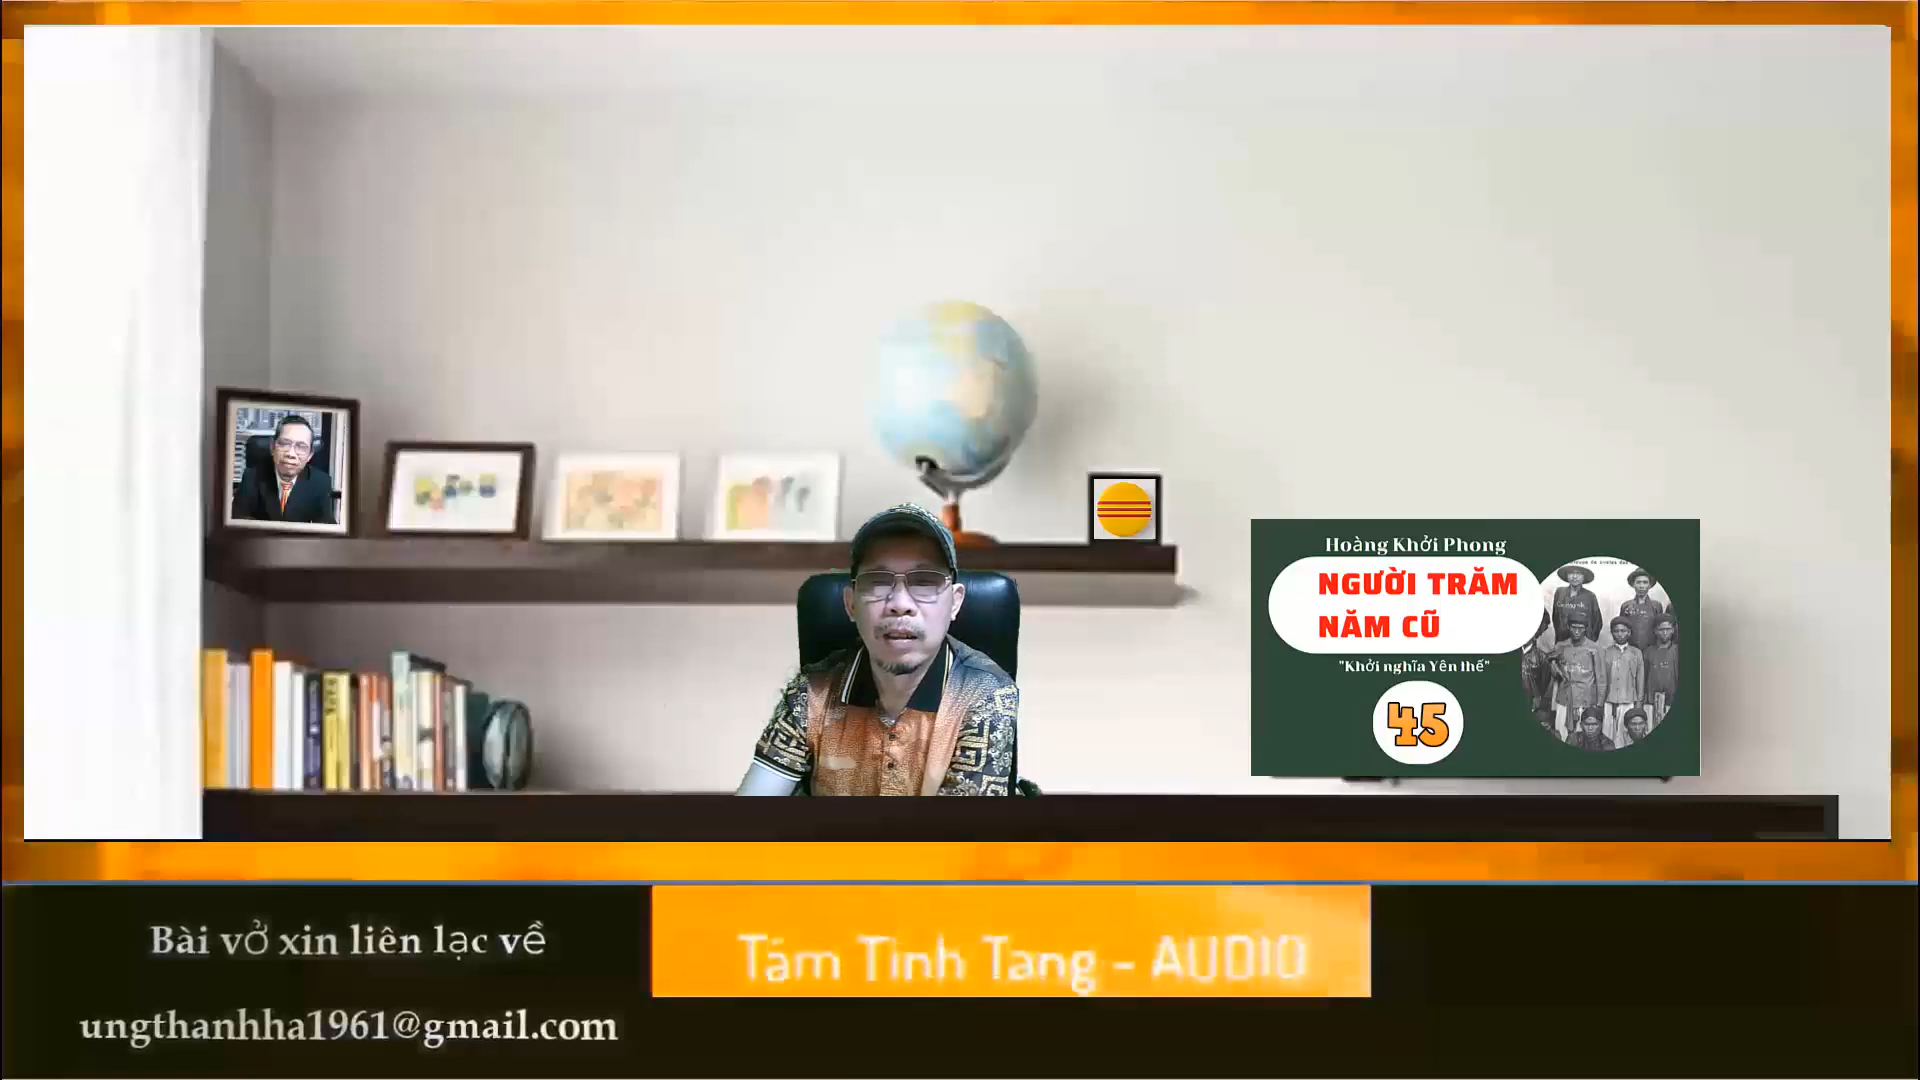 Hoàng Khởi Phong
NGƯỜI TRĂM
NĂM CŨ
"Khởi nghĩa Yên thế"
45
Bài vở xin liên lạc về
ungthanhha1961@gmail.com
Tám Tình Tang - AUDIO